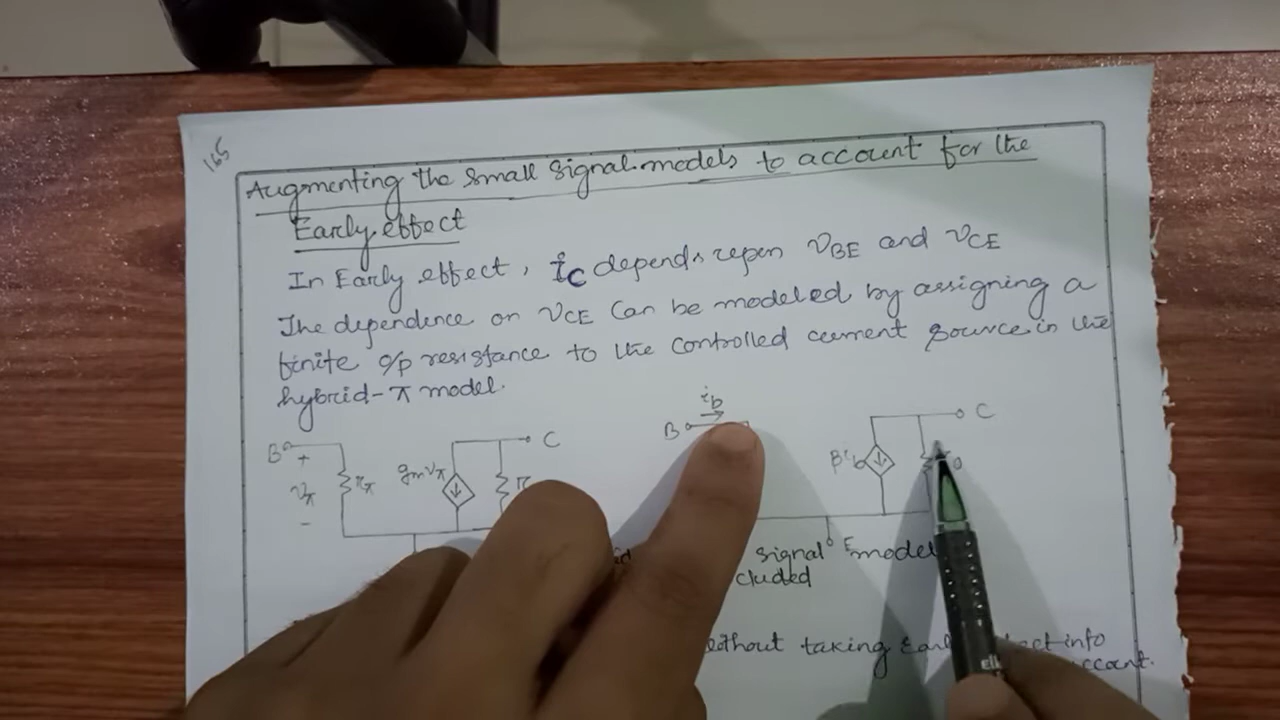 165
Augmenting the small signal models to account for the
Early effect
In Early effect, ic depends upon VBE and VCE
The dependence on VCE can be modeled by assigning a
finite o/p resistance to the controlled current source in the
hybrid-π model.
B + vπ - rπ gmvπ C
B ib βib C E
signal model
cluded
without taking
into
account.